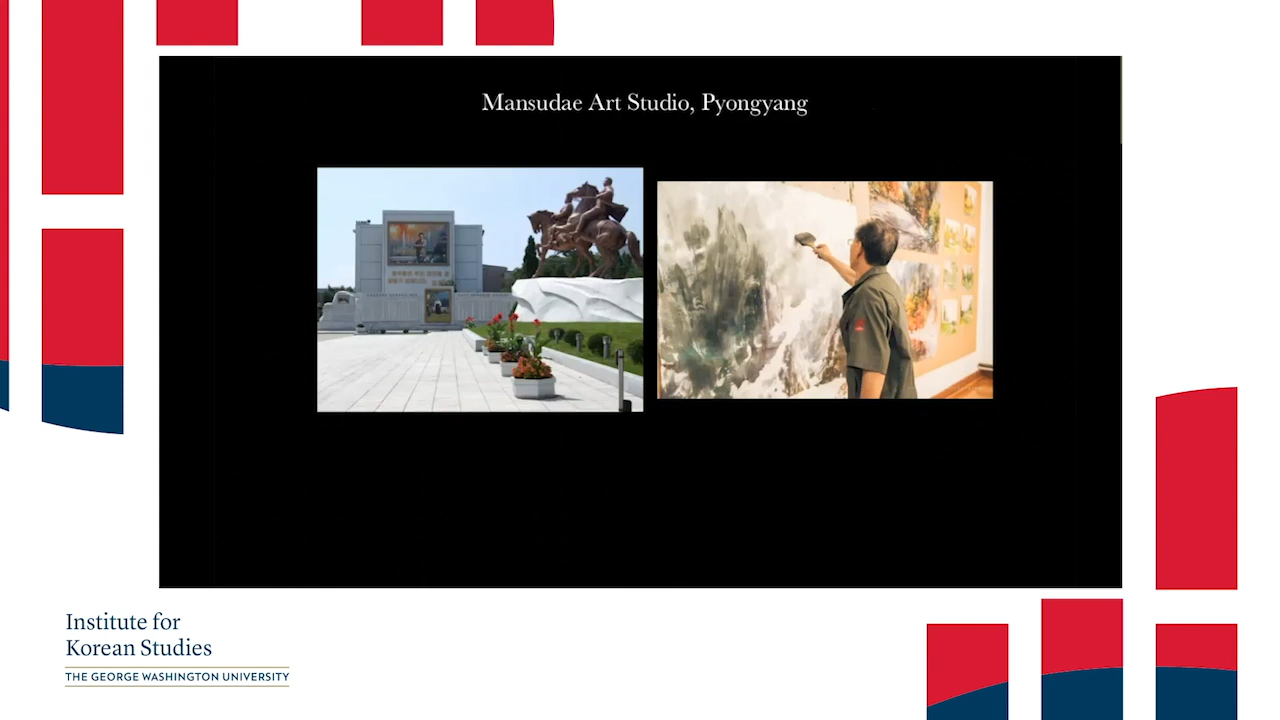 Mansudae Art Studio, Pyongyang
Institute for
Korean Studies
THE GEORGE WASHINGTON UNIVERSITY